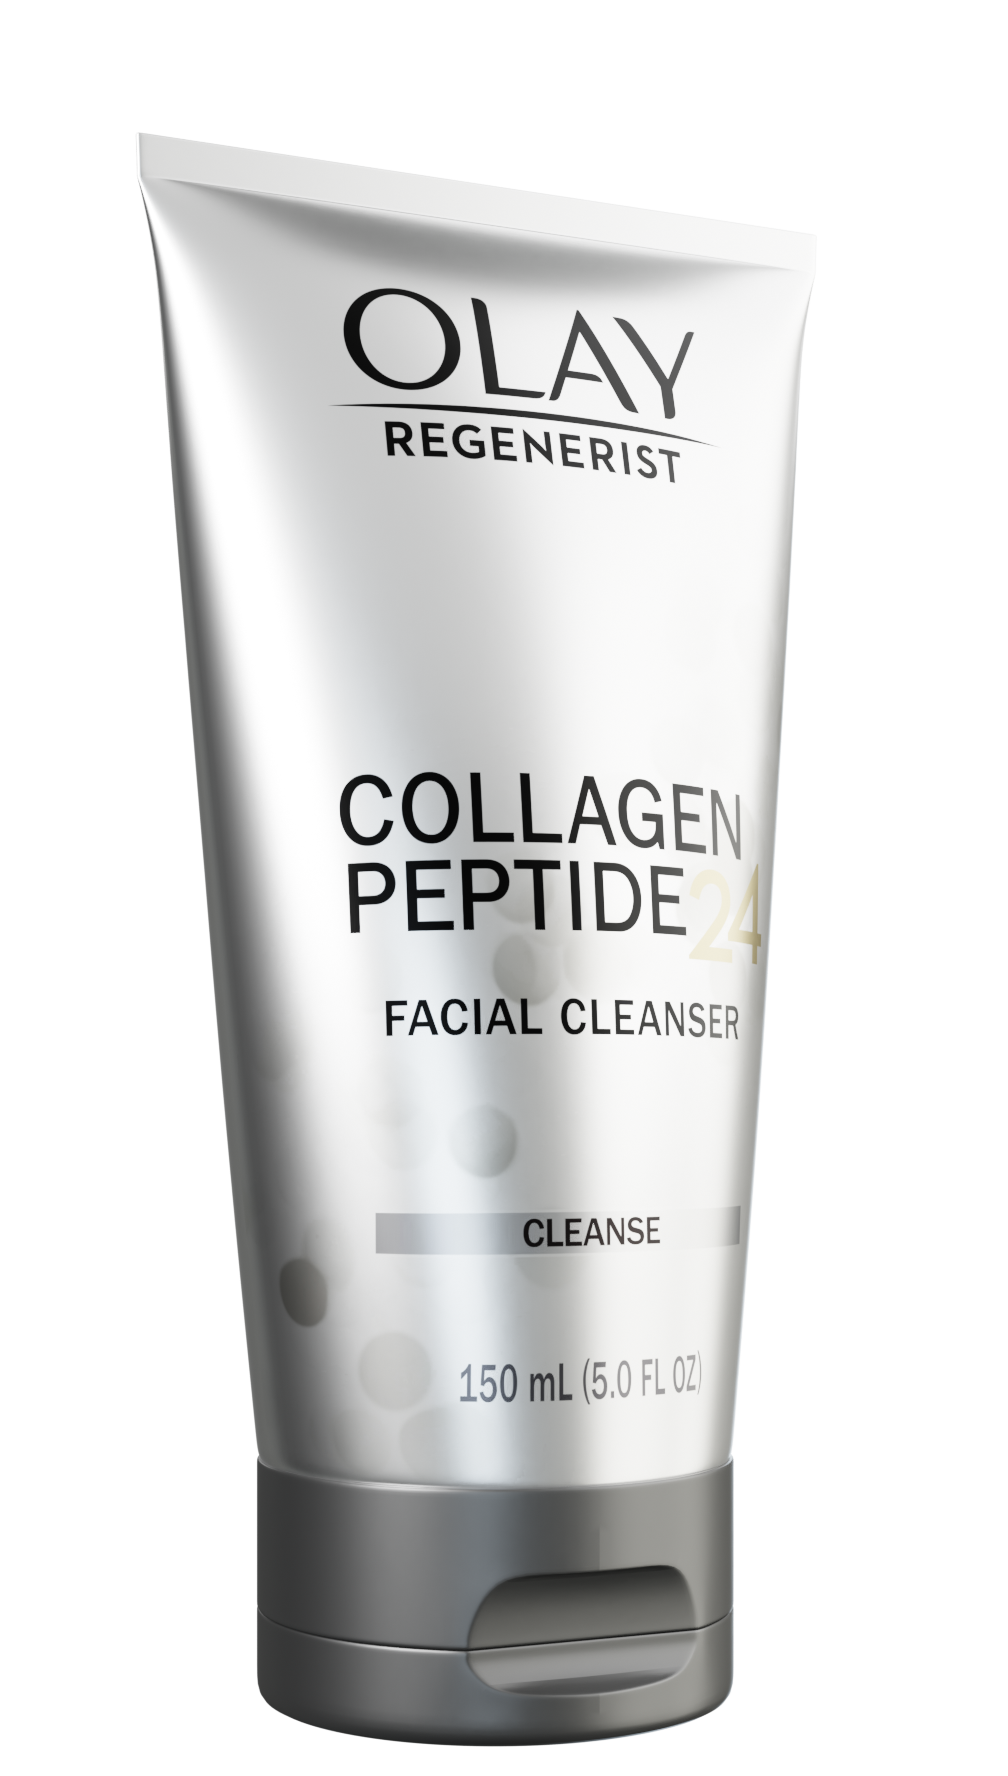 OLAY
REGENERIST
COLLAGEN
PEPTIDE24
FACIAL CLEANSER
CLEANSE
150 mL (5.0 FL OZ)